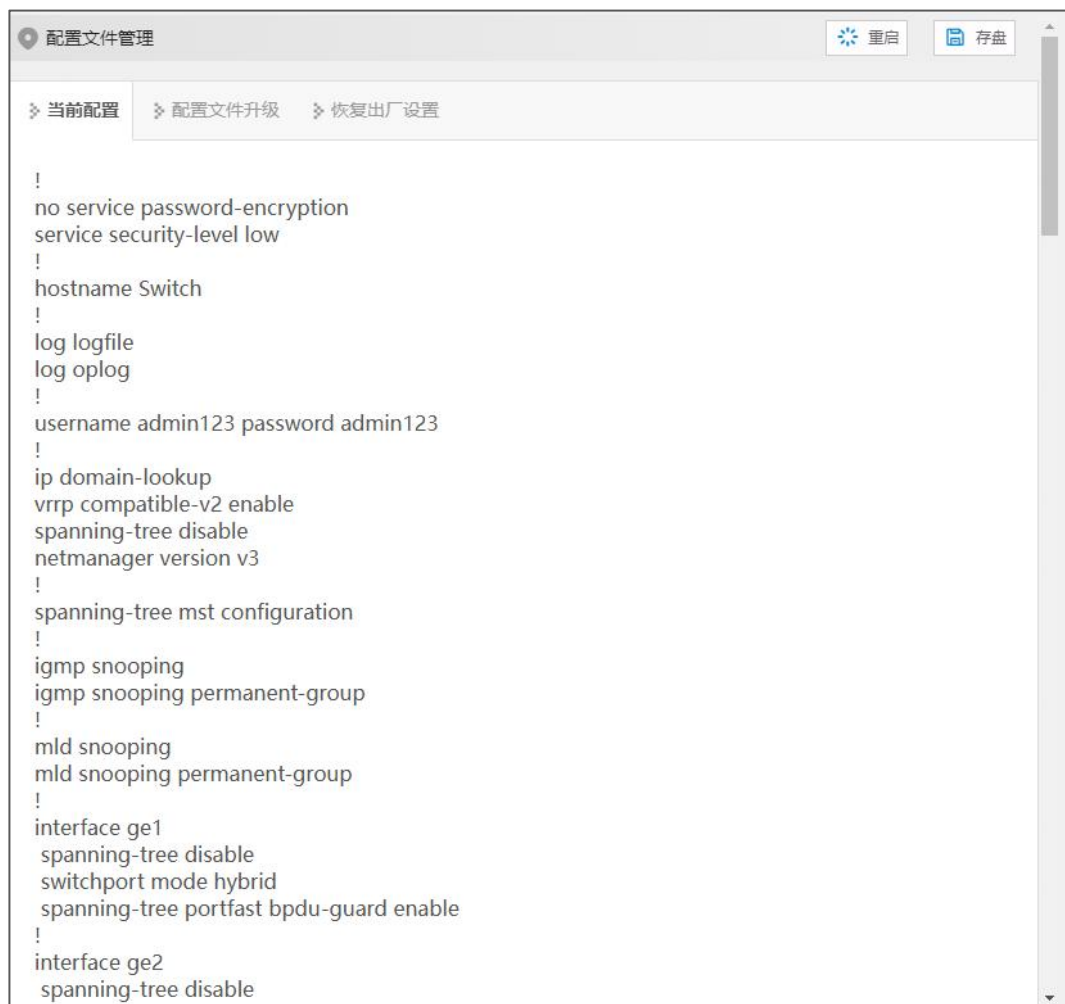 配置文件管理 重启 存盘
当前配置 配置文件升级 恢复出厂设置
!
no service password-encryption
service security-level low
!
hostname Switch
!
log logfile
log oplog
!
username admin123 password admin123
!
ip domain-lookup
vrrp compatible-v2 enable
spanning-tree disable
netmanager version v3
!
spanning-tree mst configuration
!
igmp snooping
igmp snooping permanent-group
!
mld snooping
mld snooping permanent-group
!
interface ge1
spanning-tree disable
switchport mode hybrid
spanning-tree portfast bpdu-guard enable
!
interface ge2
spanning-tree disable